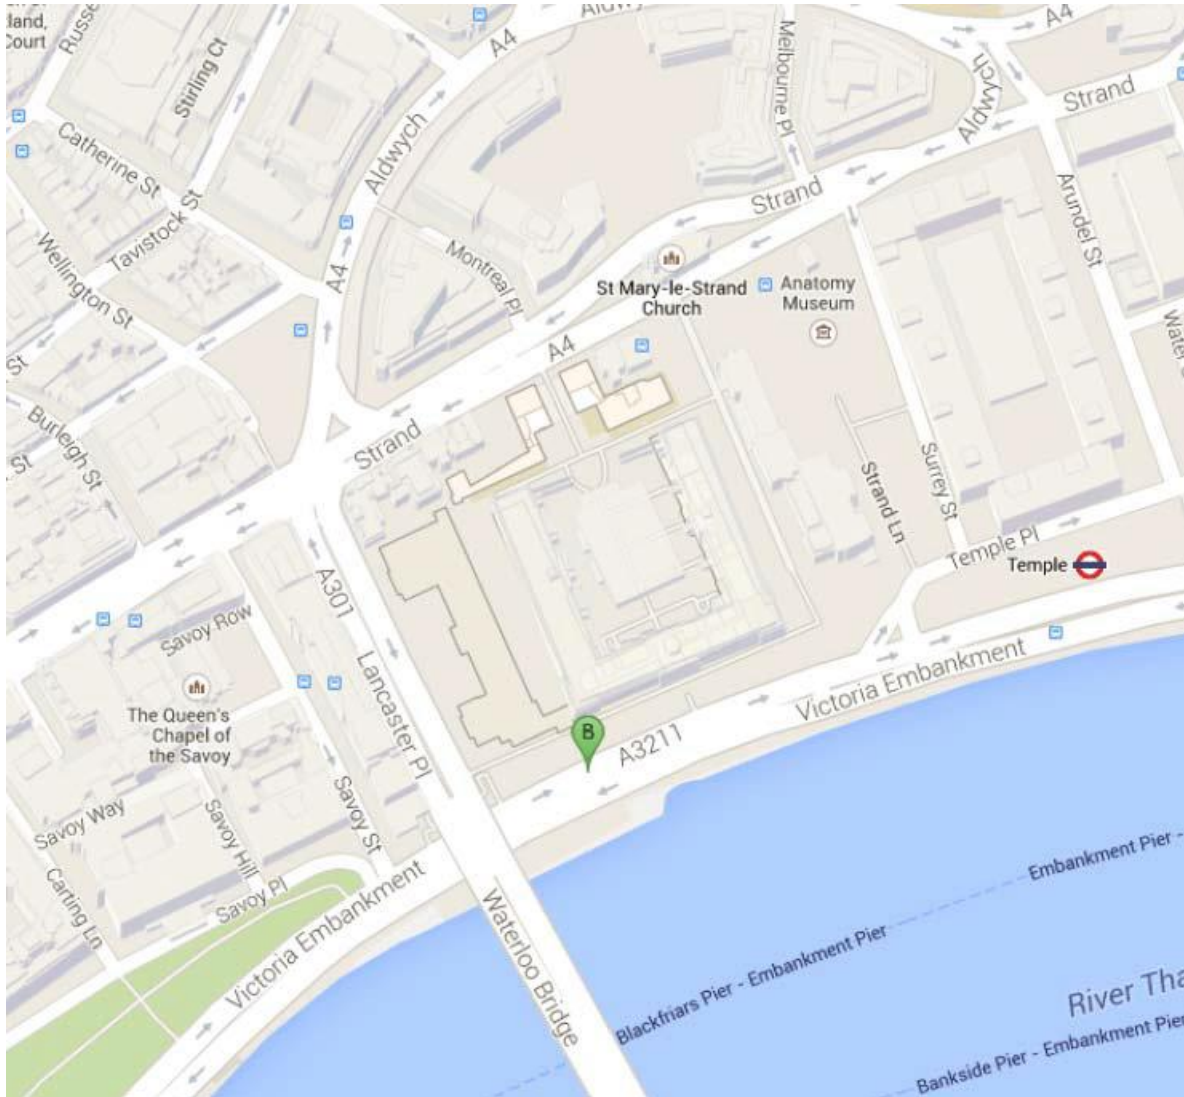 land,
Court
Russe
Stirling Ct
A4
Aldwych
Melbourne Pl
A4
Aldwych
Strand
Catherine St
Aldwych
Tavistock St
Strand
Arundel St
Wellington St
A4
Montreal Pl
St Mary-le-Strand
Church
Anatomy
Museum
A4
St
Burleigh St
St
Strand
Surrey St
Strand Ln
Temple Pl
Temple
A301
Savoy Row
Lancaster Pl
Victoria Embankment
The Queen's
Chapel of
the Savoy
B
A3211
Savoy Way
Savoy Hill
Savoy St
Savoy Pl
Carting Ln
Victoria Embankment
Waterloo Bridge
Embankment Pier -
Blackfriars Pier - Embankment Pier
River Tha
Bankside Pier - Embankment Pier